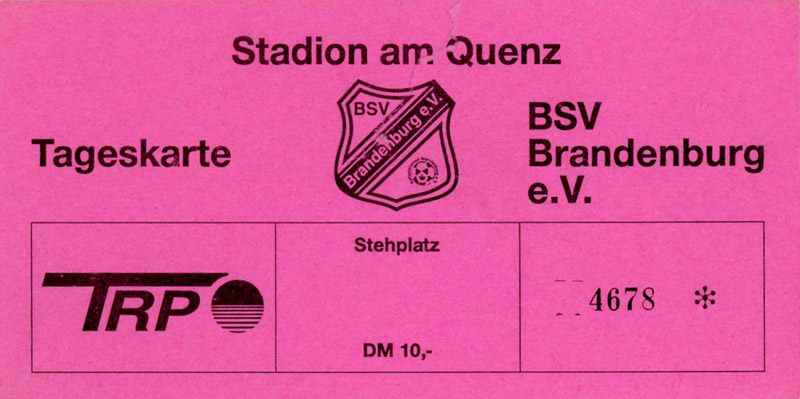 Stadion am Quenz
BSV
Brandenburg e.V.
Tageskarte
BSV
Brandenburg
e.V.
TRP
Stehplatz
DM 10,-
4678 *